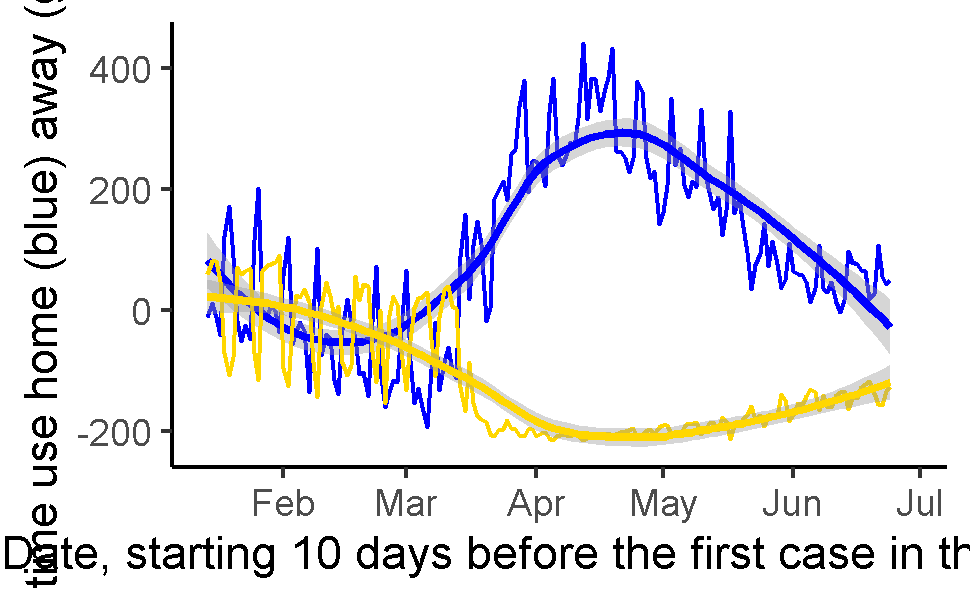 time use home (blue) away (
400
200
0
-200
Feb Mar Apr May Jun Jul
Date, starting 10 days before the first case in th